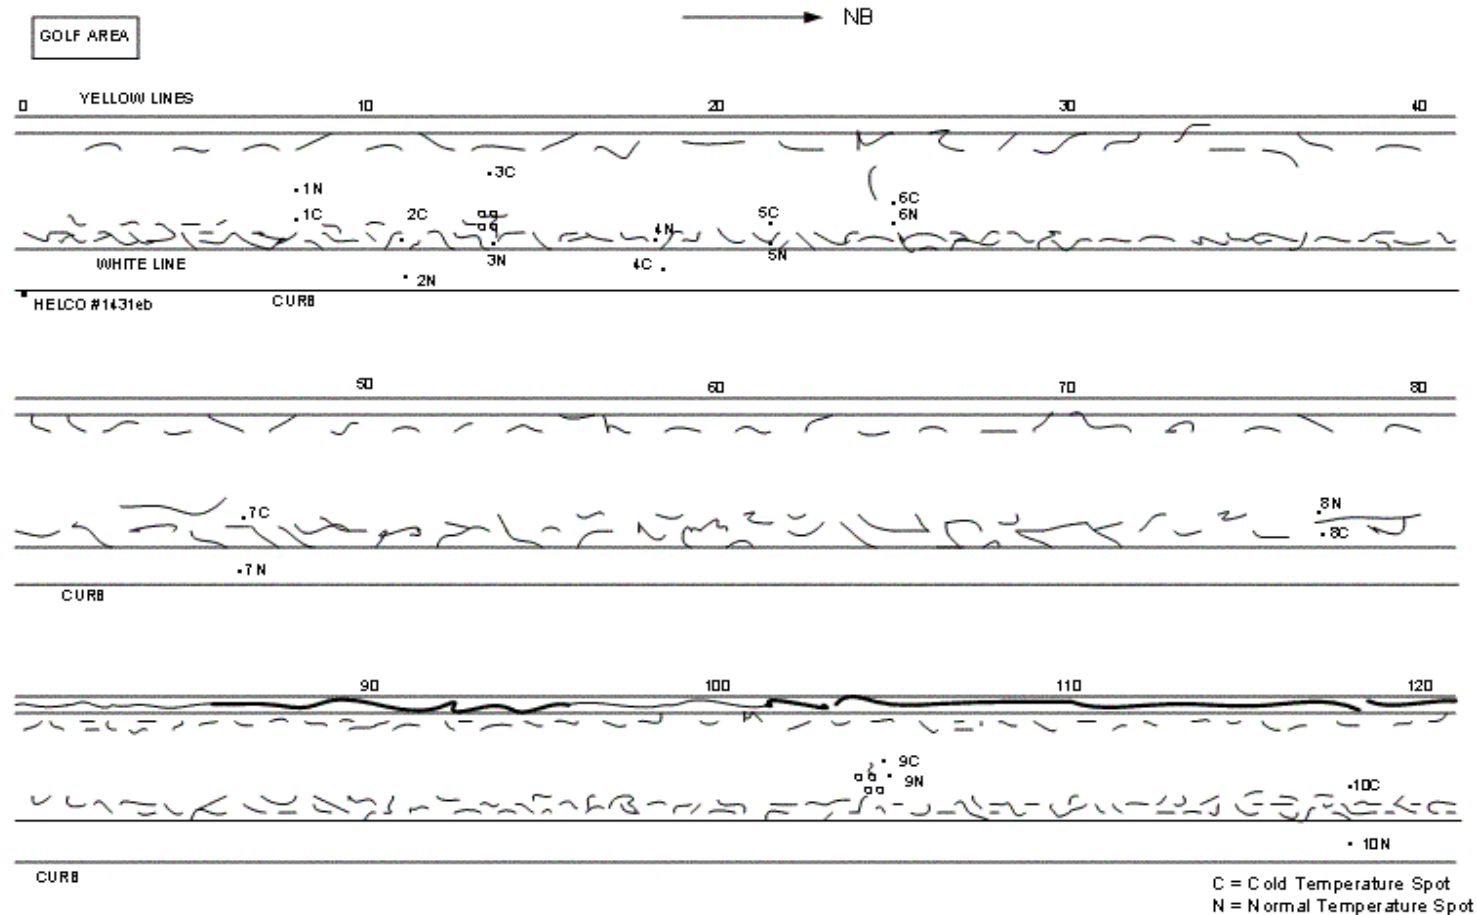 NB
GOLF AREA
YELLOW LINES
0 10 20 30 40
3C
1N
6C
1C 2C 5C 6N
4N
WHITE LINE 3N 4C 5N
2N
HELCO #1431eb CURB
50 60 70 80
7C 8N
8C
7N
CURB
90 100 110 120
9C
9N
10C
10N
CURB
C = Cold Temperature Spot
N = Normal Temperature Spot